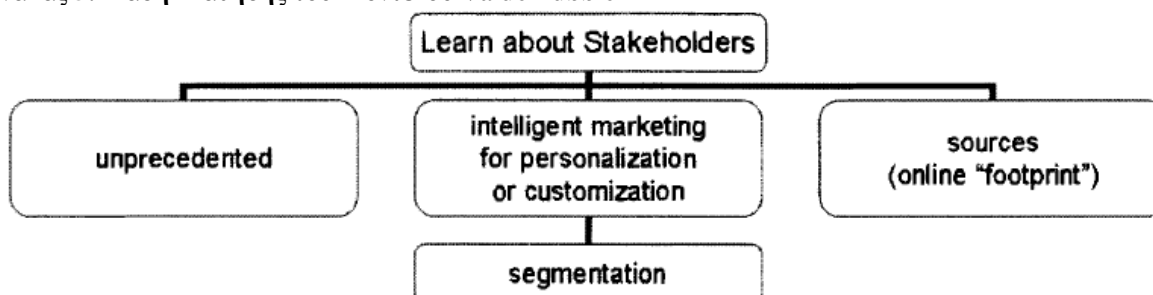 Learn about Stakeholders
unprecedented
intelligent marketing
for personalization
or customization
sources
(online "footprint")
segmentation